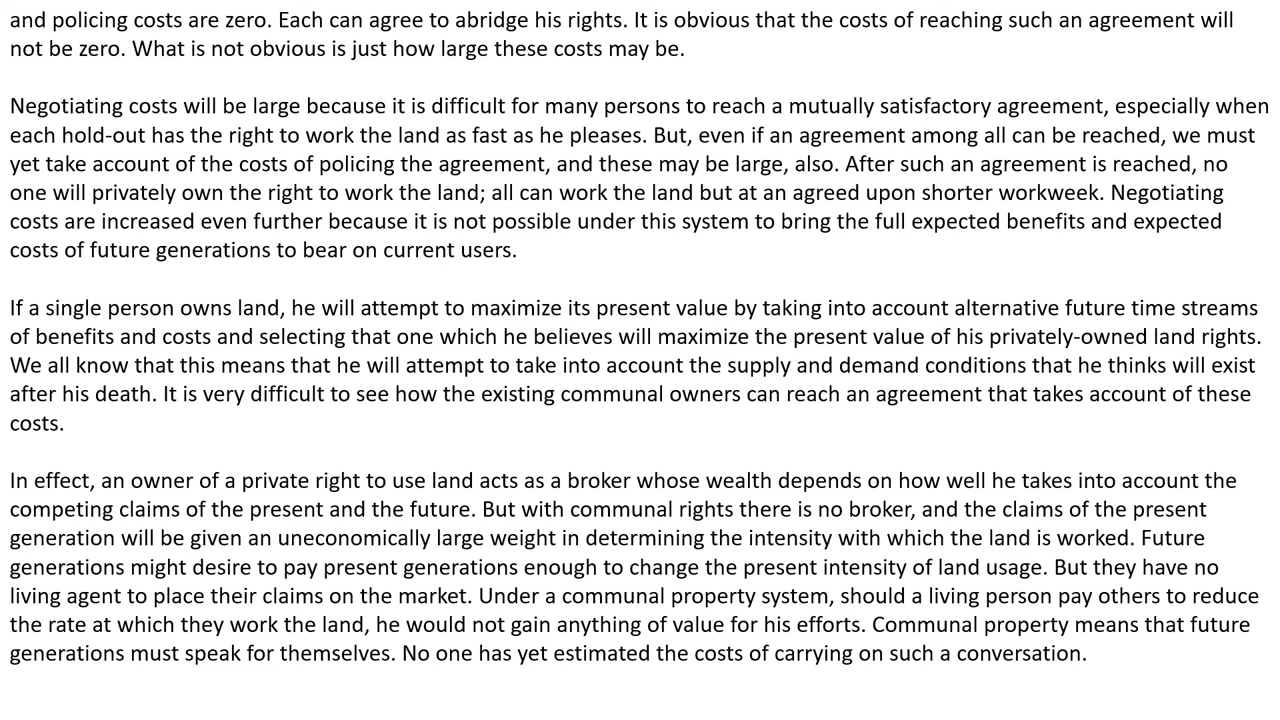 and policing costs are zero. Each can agree to abridge his rights. It is obvious that the costs of reaching such an agreement will
not be zero. What is not obvious is just how large these costs may be.
Negotiating costs will be large because it is difficult for many persons to reach a mutually satisfactory agreement, especially when
each hold-out has the right to work the land as fast as he pleases. But, even if an agreement among all can be reached, we must
yet take account of the costs of policing the agreement, and these may be large, also. After such an agreement is reached, no
one will privately own the right to work the land; all can work the land but at an agreed upon shorter workweek. Negotiating
costs are increased even further because it is not possible under this system to bring the full expected benefits and expected
costs of future generations to bear on current users.
If a single person owns land, he will attempt to maximize its present value by taking into account alternative future time streams
of benefits and costs and selecting that one which he believes will maximize the present value of his privately-owned land rights.
We all know that this means that he will attempt to take into account the supply and demand conditions that he thinks will exist
after his death. It is very difficult to see how the existing communal owners can reach an agreement that takes account of these
costs.
In effect, an owner of a private right to use land acts as a broker whose wealth depends on how well he takes into account the
competing claims of the present and the future. But with communal rights there is no broker, and the claims of the present
generation will be given an uneconomically large weight in determining the intensity with which the land is worked. Future
generations might desire to pay present generations enough to change the present intensity of land usage. But they have no
living agent to place their claims on the market. Under a communal property system, should a living person pay others to reduce
the rate at which they work the land, he would not gain anything of value for his efforts. Communal property means that future
generations must speak for themselves. No one has yet estimated the costs of carrying on such a conversation.